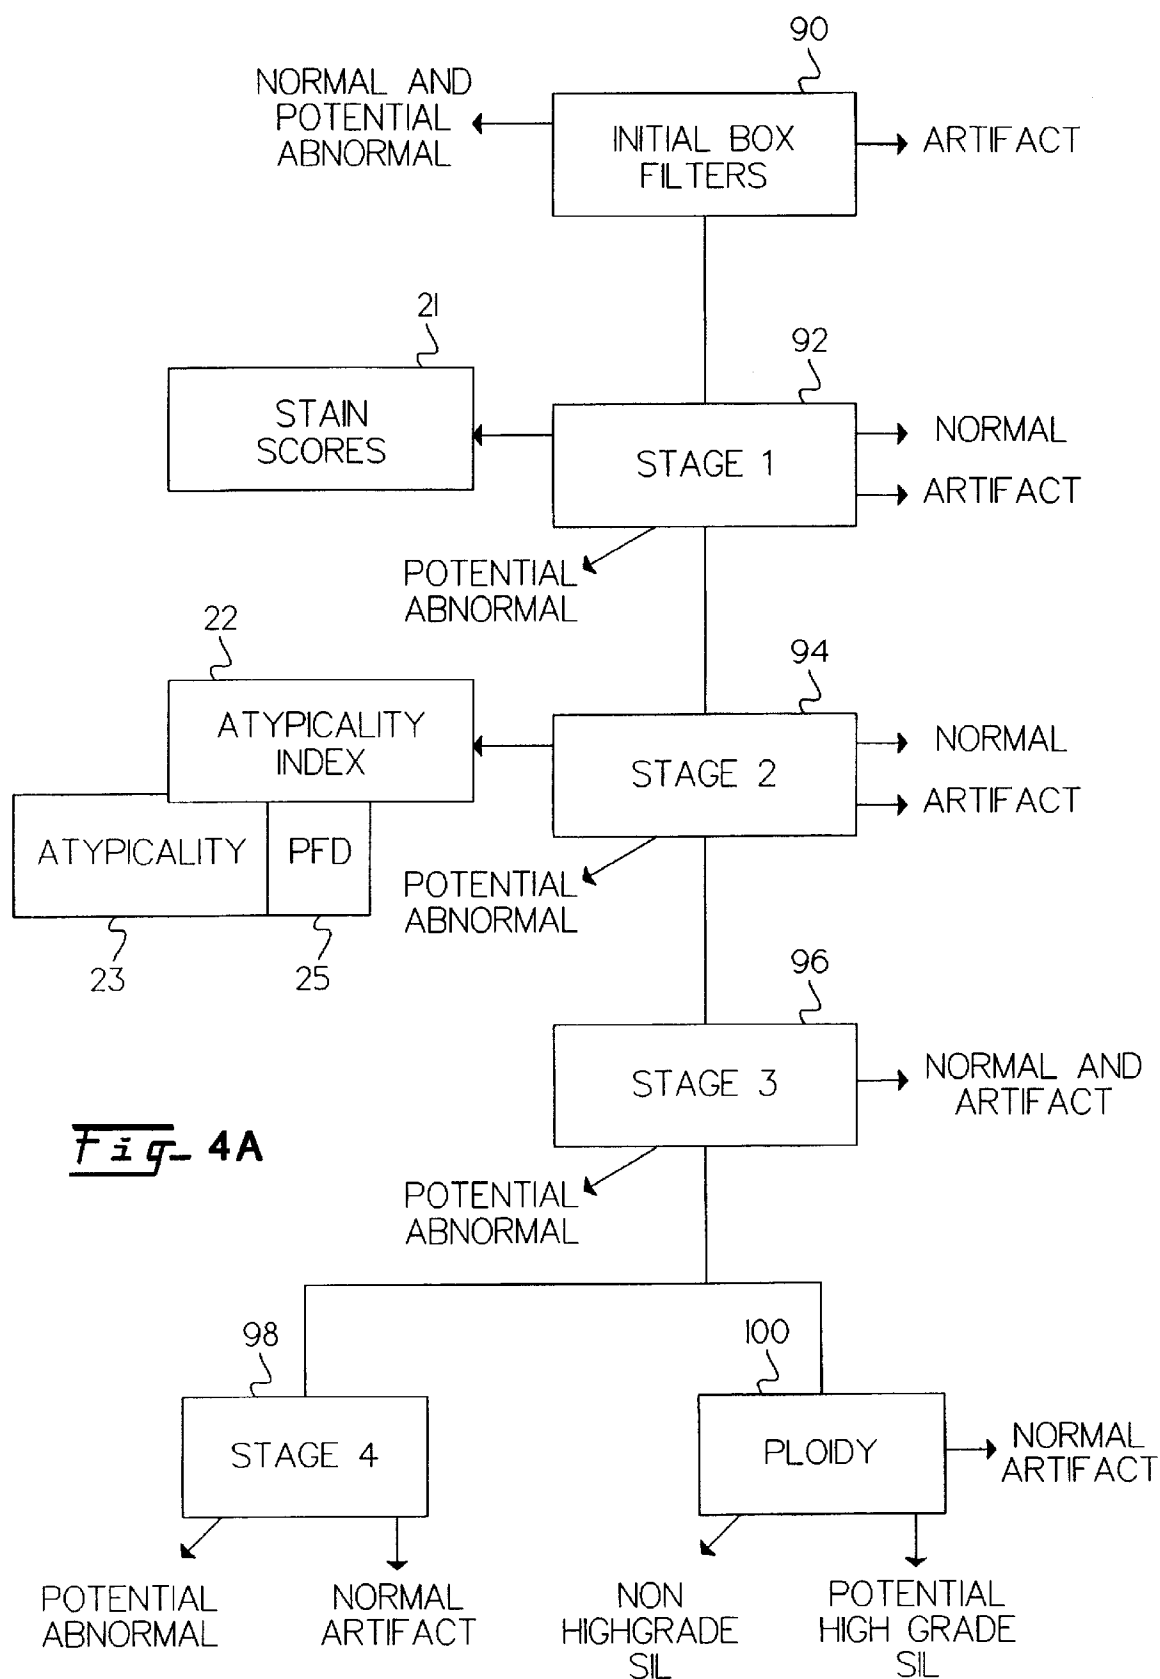 90
NORMAL AND
POTENTIAL
ABNORMAL
INITIAL BOX
FILTERS
ARTIFACT
21
STAIN
SCORES
92
STAGE 1
NORMAL
ARTIFACT
POTENTIAL
ABNORMAL
22
ATYPICALITY
INDEX
94
STAGE 2
NORMAL
ARTIFACT
ATYPICALITY
PFD
POTENTIAL
ABNORMAL
23
25
96
STAGE 3
NORMAL AND
ARTIFACT
Fig- 4A
POTENTIAL
ABNORMAL
98
STAGE 4
100
PLOIDY
NORMAL
ARTIFACT
POTENTIAL
ABNORMAL
NORMAL
ARTIFACT
NON
HIGHGRADE
SIL
POTENTIAL
HIGH GRADE
SIL